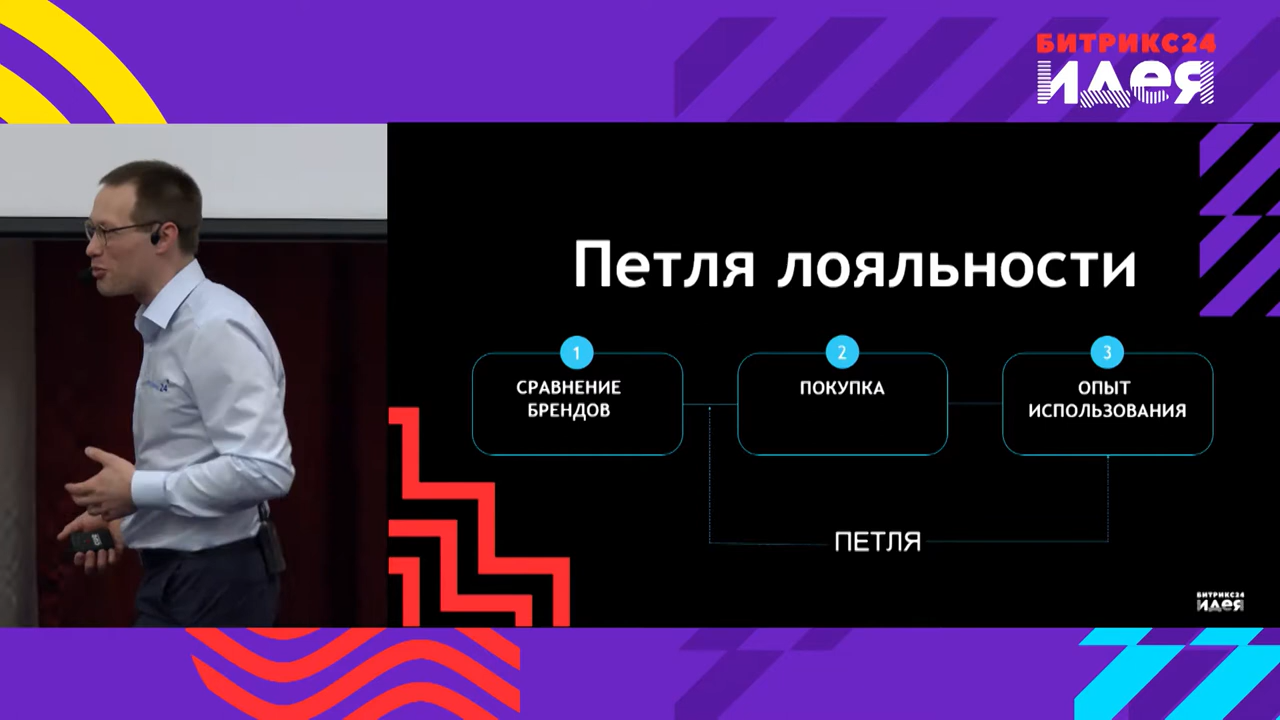 БИТРИКС24
идея
Петля лояльности
1
СРАВНЕНИЕ
БРЕНДОВ
2
ПОКУПКА
3
ОПЫТ
ИСПОЛЬЗОВАНИЯ
ПЕТЛЯ
БИТРИКС24
идея